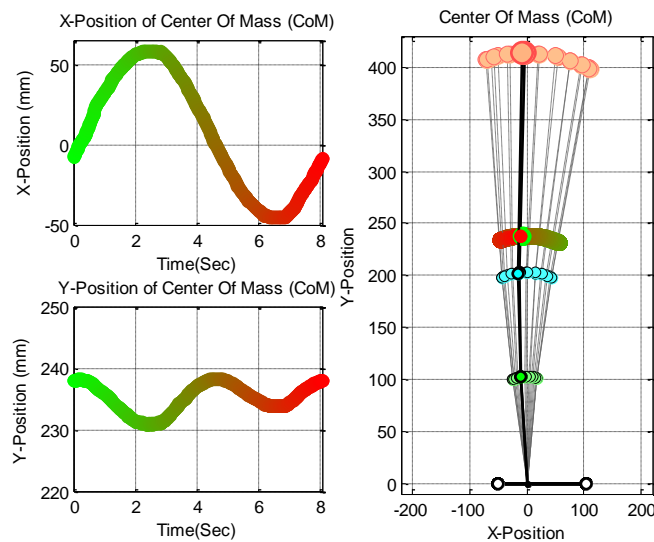 X-Position of Center Of Mass (CoM)
X-Position (mm)
50
0
-50
0 2 4 6 8
Time(Sec)
Y-Position of Center Of Mass (CoM)
Y-Position (mm)
250
240
230
220
0 2 4 6 8
Time(Sec)
Center Of Mass (CoM)
Y-Position
400
350
300
250
200
150
100
50
0
-200 -100 0 100 200
X-Position